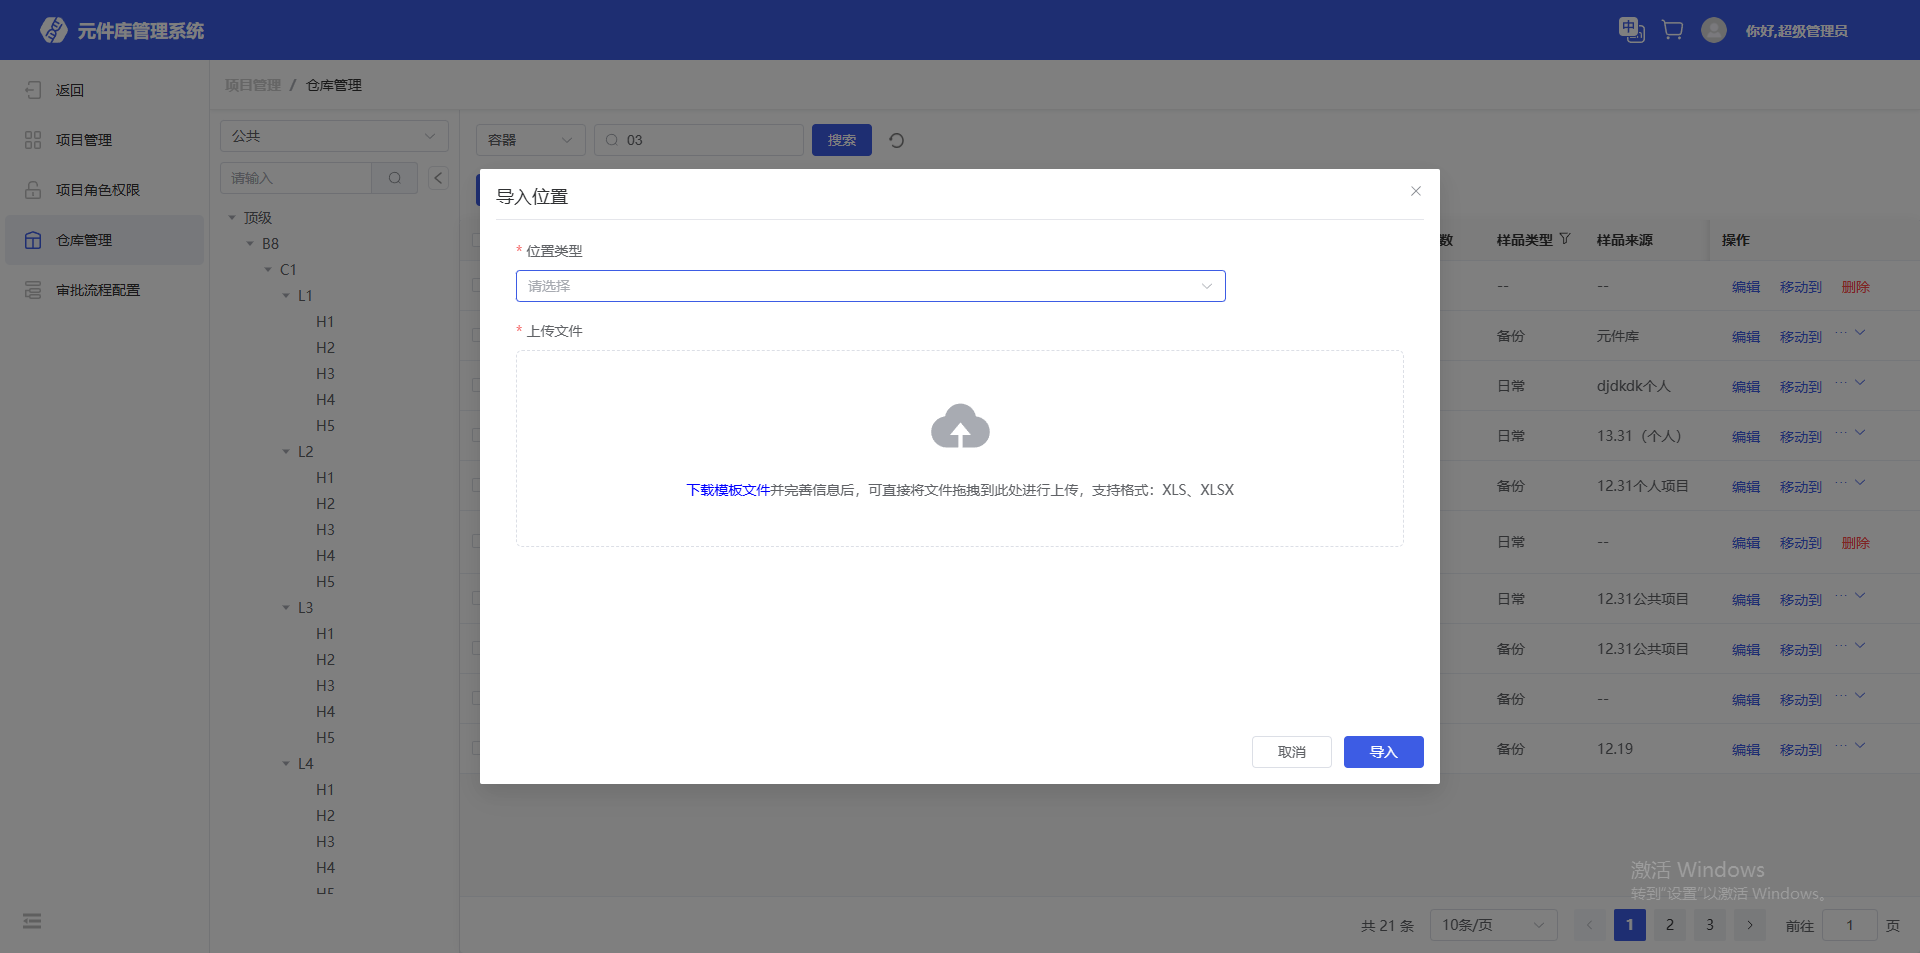 元件库管理系统
中
你好,超级管理员
返回
项目管理
项目角色权限
仓库管理
审批流程配置
项目管理 / 仓库管理
公共
请输入
顶级
B8
C1
L1
H1
H2
H3
H4
H5
L2
H1
H2
H3
H4
H5
L3
H1
H2
H3
H4
H5
L4
H1
H2
H3
H4
H5
容器
03
搜索
导入位置
* 位置类型
请选择
* 上传文件
下载模板文件并完善信息后，可直接将文件拖拽到此处进行上传，支持格式：XLS、XLSX
取消
导入
数 样品类型 样品来源 操作
-- -- 编辑 移动到 删除
备份 元件库 编辑 移动到 ...
日常 djdkdk个人 编辑 移动到 ...
日常 13.31（个人） 编辑 移动到 ...
备份 12.31个人项目 编辑 移动到 ...
日常 -- 编辑 移动到 删除
日常 12.31公共项目 编辑 移动到 ...
备份 12.31公共项目 编辑 移动到 ...
备份 -- 编辑 移动到 ...
备份 12.19 编辑 移动到 ...
激活 Windows
转到"设置"以激活 Windows。
共 21 条 10条/页 1 2 3 前往 1 页